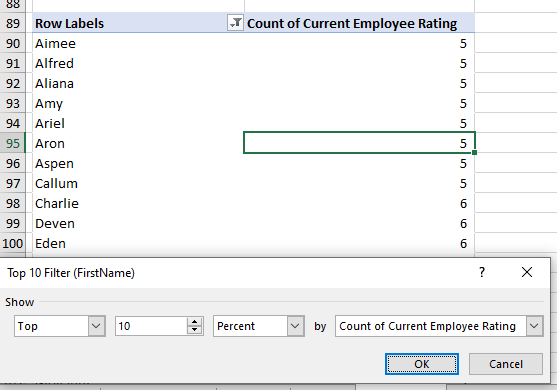 88
89 Row Labels Count of Current Employee Rating
90 Aimee 5
91 Alfred 5
92 Aliana 5
93 Amy 5
94 Ariel 5
95 Aron 5
96 Aspen 5
97 Callum 5
98 Charlie 6
99 Deven 6
100 Eden 6
Top 10 Filter (FirstName) ? ×
Show
Top 10 Percent by Count of Current Employee Rating
OK Cancel